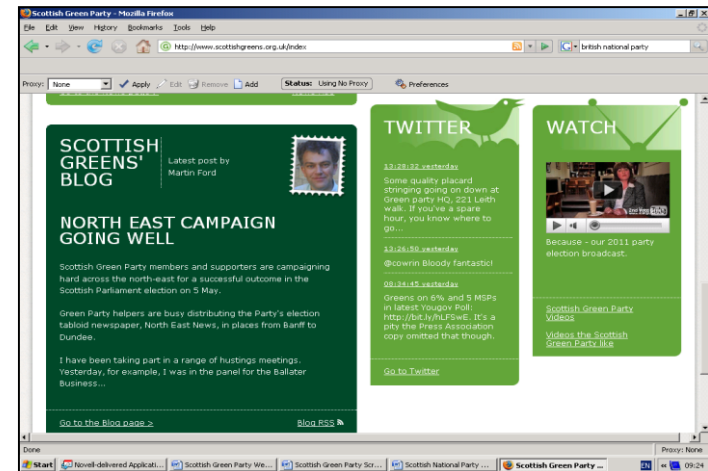 Scottish Green Party - Mozilla Firefox
File Edit View History Bookmarks Tools Help
http://www.scottishgreens.org.uk/index
british national party
Proxy: None Apply Edit Remove Add Status: Using No Proxy Preferences
SCOTTISH
GREENS'
BLOG
Latest post by
Martin Ford
NORTH EAST CAMPAIGN
GOING WELL
Scottish Green Party members and supporters are campaigning
hard across the north-east for a successful outcome in the
Scottish Parliament election on 5 May.
Green Party helpers are busy distributing the Party's election
tabloid newspaper, North East News, in places from Banff to
Dundee.
I have been taking part in a range of hustings meetings.
Yesterday, for example, I was in the panel for the Ballater
Business...
Go to the Blog page >
Blog RSS
TWITTER
13:28:32 yesterday
Some quality placard
stringing going on down at
Green party HQ, 221 Leith
walk. If you've a spare
hour, you know where to
go...
13:26:50 yesterday
@cowrin Bloody fantastic!
08:34:45 yesterday
Greens on 6% and 5 MSPs
in latest Yougov Poll:
http://bit.ly/hLF5wE. It's a
pity the Press Association
copy omitted that though.
Go to Twitter
WATCH
Because - our 2011 party
election broadcast.
Scottish Green Party
Videos
Videos the Scottish
Green Party like
Done
Proxy: None
Start Novell-delivered Applicati... Scottish Green Party We... Scottish Green Party Scr... Scottish National Party ... Scottish Green Party ... EN 09:24